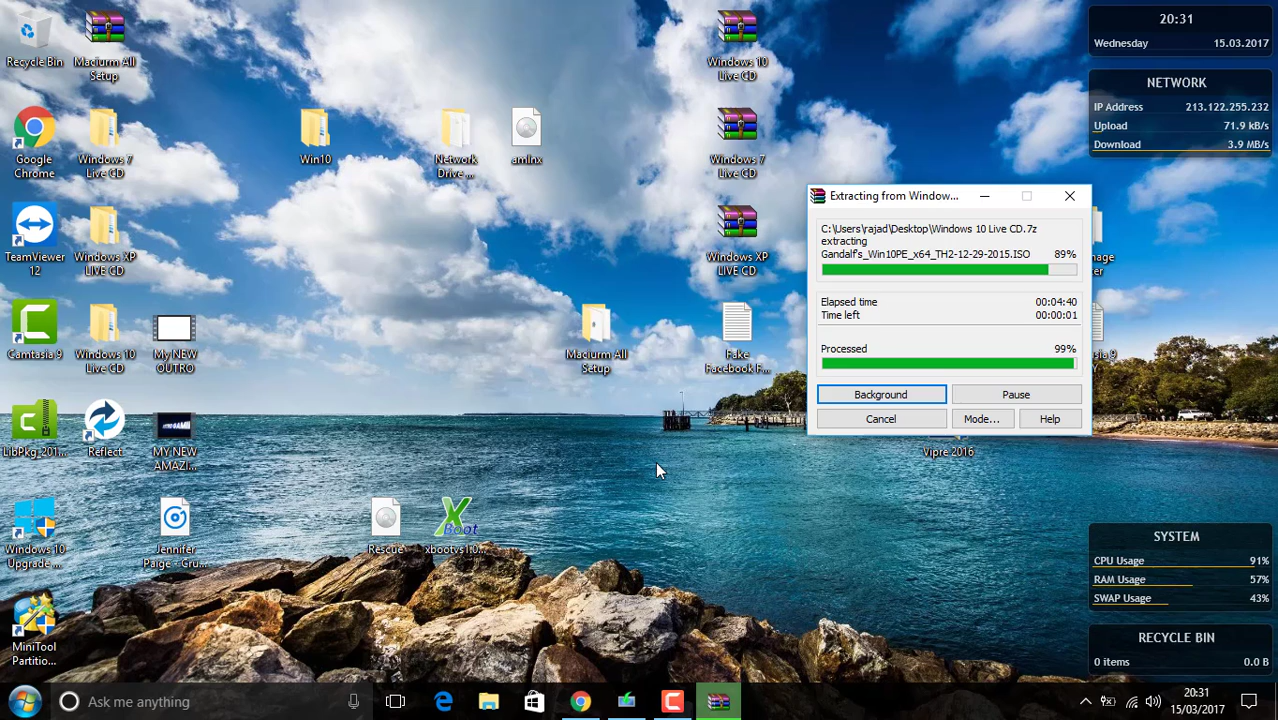 Recycle Bin
Maciurm All
Setup
Windows 10
Live CD
Google
Chrome
Windows 7
Live CD
Win10
Network
Drive ...
amlnx
Windows 7
Live CD
TeamViewer
12
Windows XP
LIVE CD
Windows XP
LIVE CD
Camtasia 9
Windows 10
Live CD
My NEW
OUTRO
Maciurm All
Setup
Fake
Facebook F...
LibPkg_201...
Reflect
MY NEW
AMAZI...
Vipre 2016
Windows 10
Upgrade ...
Jennifer
Paige - Gru...
Rescue
Boot
xbootvs1.0...
MiniTool
Partitio...
Extracting from Window...
C:\Users\rajad\Desktop\Windows 10 Live CD.7z
extracting
Gandalf's_Win10PE_x64_TH2-12-29-2015.ISO 89%
Elapsed time 00:04:40
Time left 00:00:01
Processed 99%
Background Pause
Cancel Mode... Help
20:31
Wednesday 15.03.2017
NETWORK
IP Address 213.122.255.232
Upload 71.9 kB/s
Download 3.9 MB/s
SYSTEM
CPU Usage 91%
RAM Usage 57%
SWAP Usage 43%
RECYCLE BIN
0 items 0.0 B
Ask me anything
20:31
15/03/2017